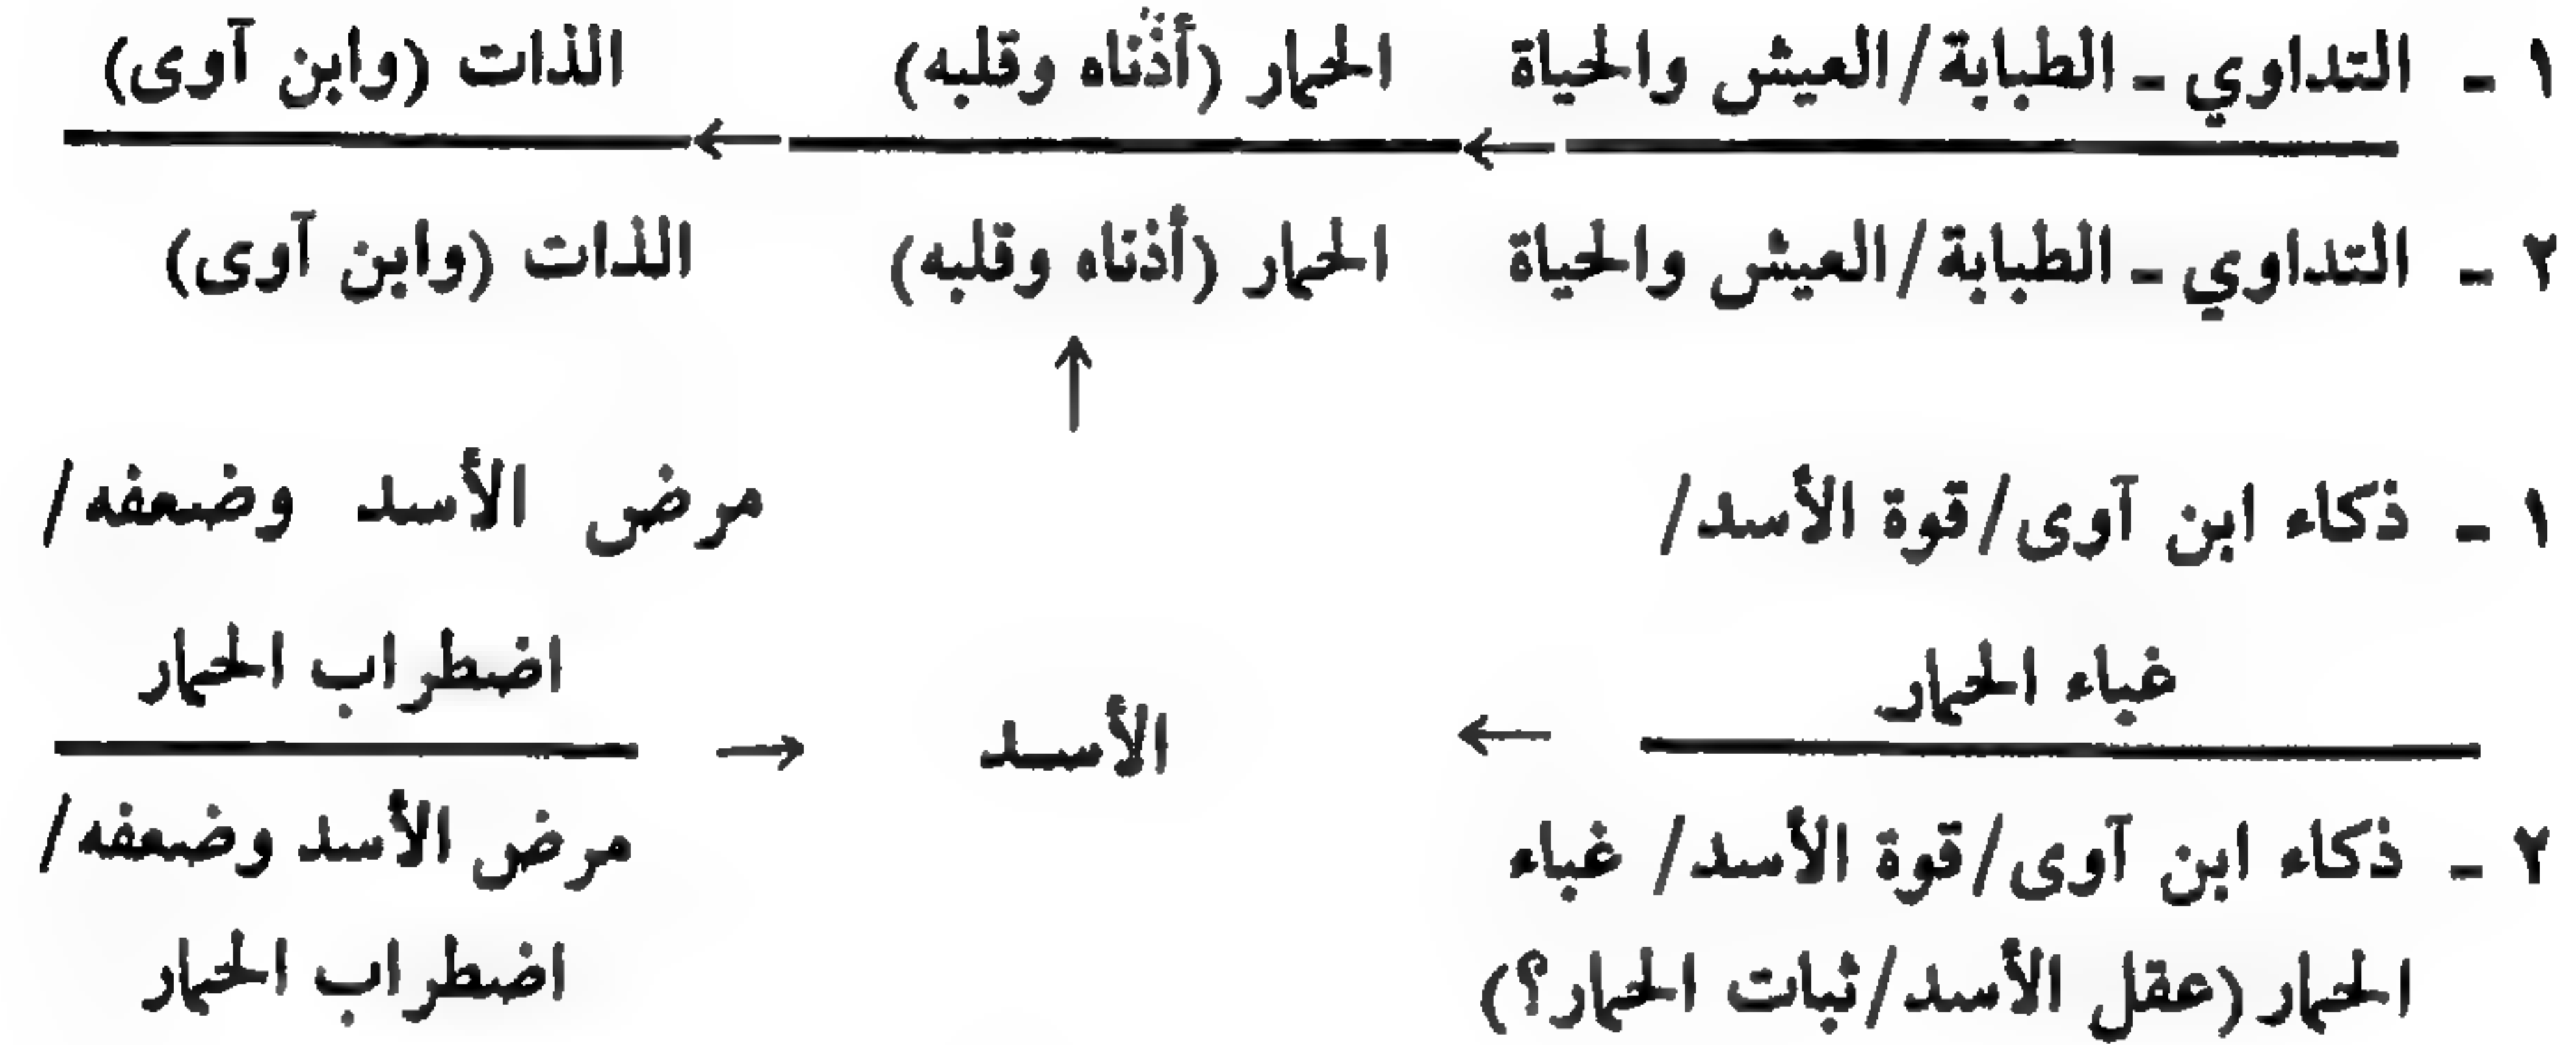 ١ - التداوي - الطبابة/العيش والحياة ← الحمار (أذناه وقلبه) ← الذات (وابن آوى)
٢ - التداوي - الطبابة/العيش والحياة الحمار (أذناه وقلبه) الذات (وابن آوى)
↑
١ - ذكاء ابن آوى/قوة الأسد/ مرض الأسد وضعفه/
غباء الحمار ← الأسد → اضطراب الحمار
٢ - ذكاء ابن آوى/قوة الأسد/ غباء مرض الأسد وضعفه/
الحمار (عقل الأسد/ثبات الحمار؟) اضطراب الحمار